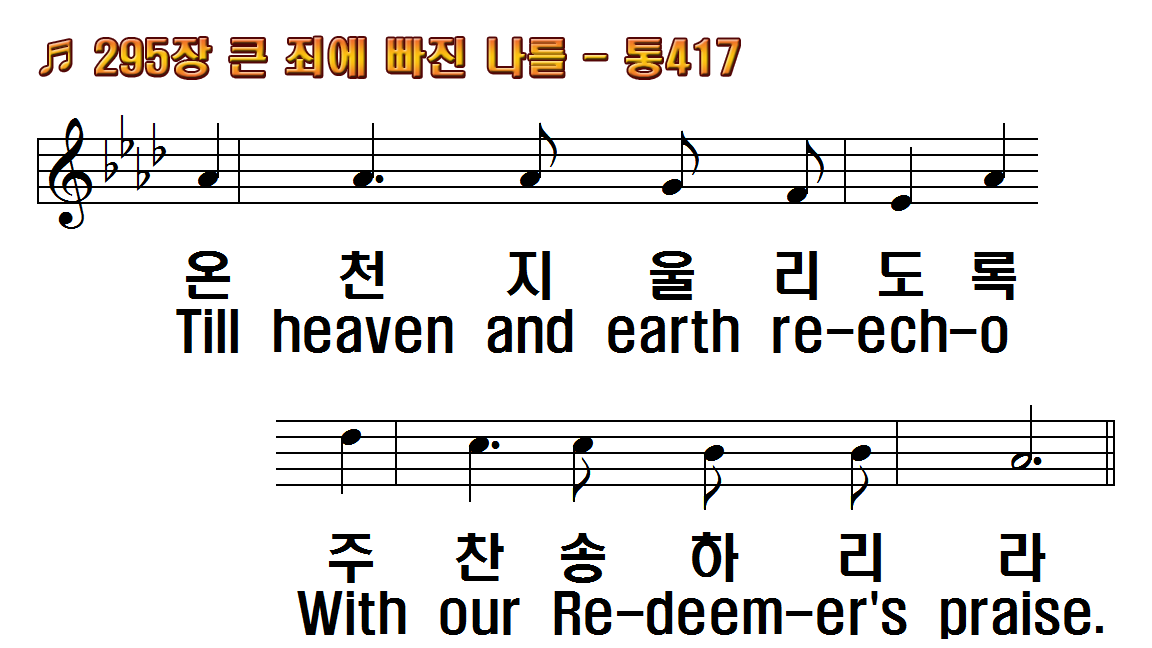 ♬ 295장 큰 죄에 빠진 나를 - 통417
온 천 지 울 리 도 록
Till heaven and earth re-ech-o
주 찬 송 하 리 라
With our Re-deem-er's praise.